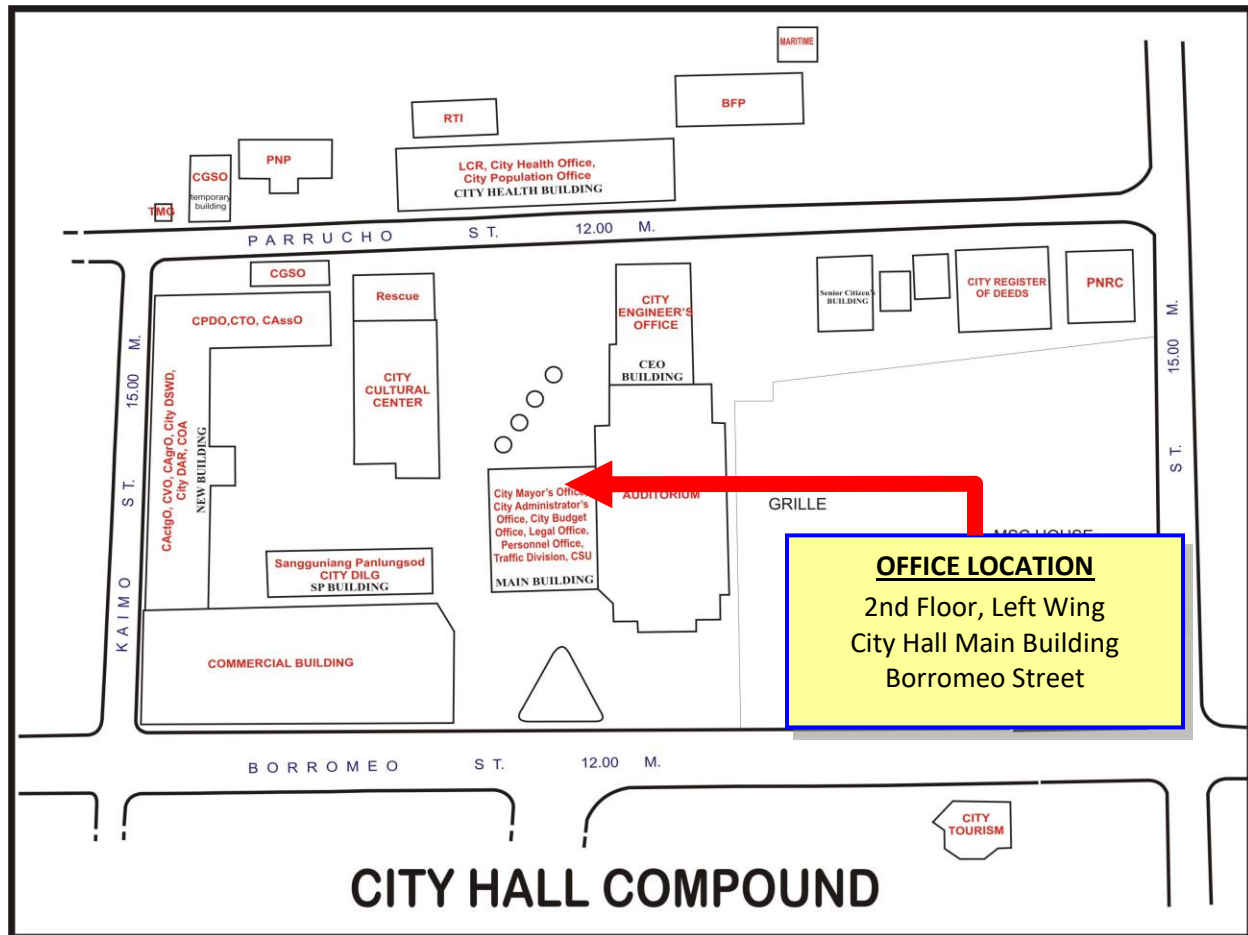 MARITIME
BFP
RTI
PNP
CGSO
temporary
building
TMG
LCR, City Health Office,
City Population Office
CITY HEALTH BUILDING
PARRUCHO ST. 12.00 M.
CGSO
CPDO,CTO, CAssO
Rescue
CITY
CULTURAL
CENTER
CITY
ENGINEER'S
OFFICE
CEO
BUILDING
Senior Citizen's
BUILDING
CITY REGISTER
OF DEEDS
PNRC
KAIMO ST. 15.00 M.
CActgO, CVO, CAgrO, City DSWD,
City DAR, COA
NEW BUILDING
ST. 15.00 M.
City Mayor's Office,
City Administrator's
Office, City Budget
Office, Legal Office,
Personnel Office,
Traffic Division, CSU
MAIN BUILDING
AUDITORIUM
GRILLE
Sangguniang Panlungsod
CITY DILG
SP BUILDING
COMMERCIAL BUILDING
OFFICE LOCATION
2nd Floor, Left Wing
City Hall Main Building
Borromeo Street
BORROMEO ST. 12.00 M.
CITY
TOURISM
CITY HALL COMPOUND